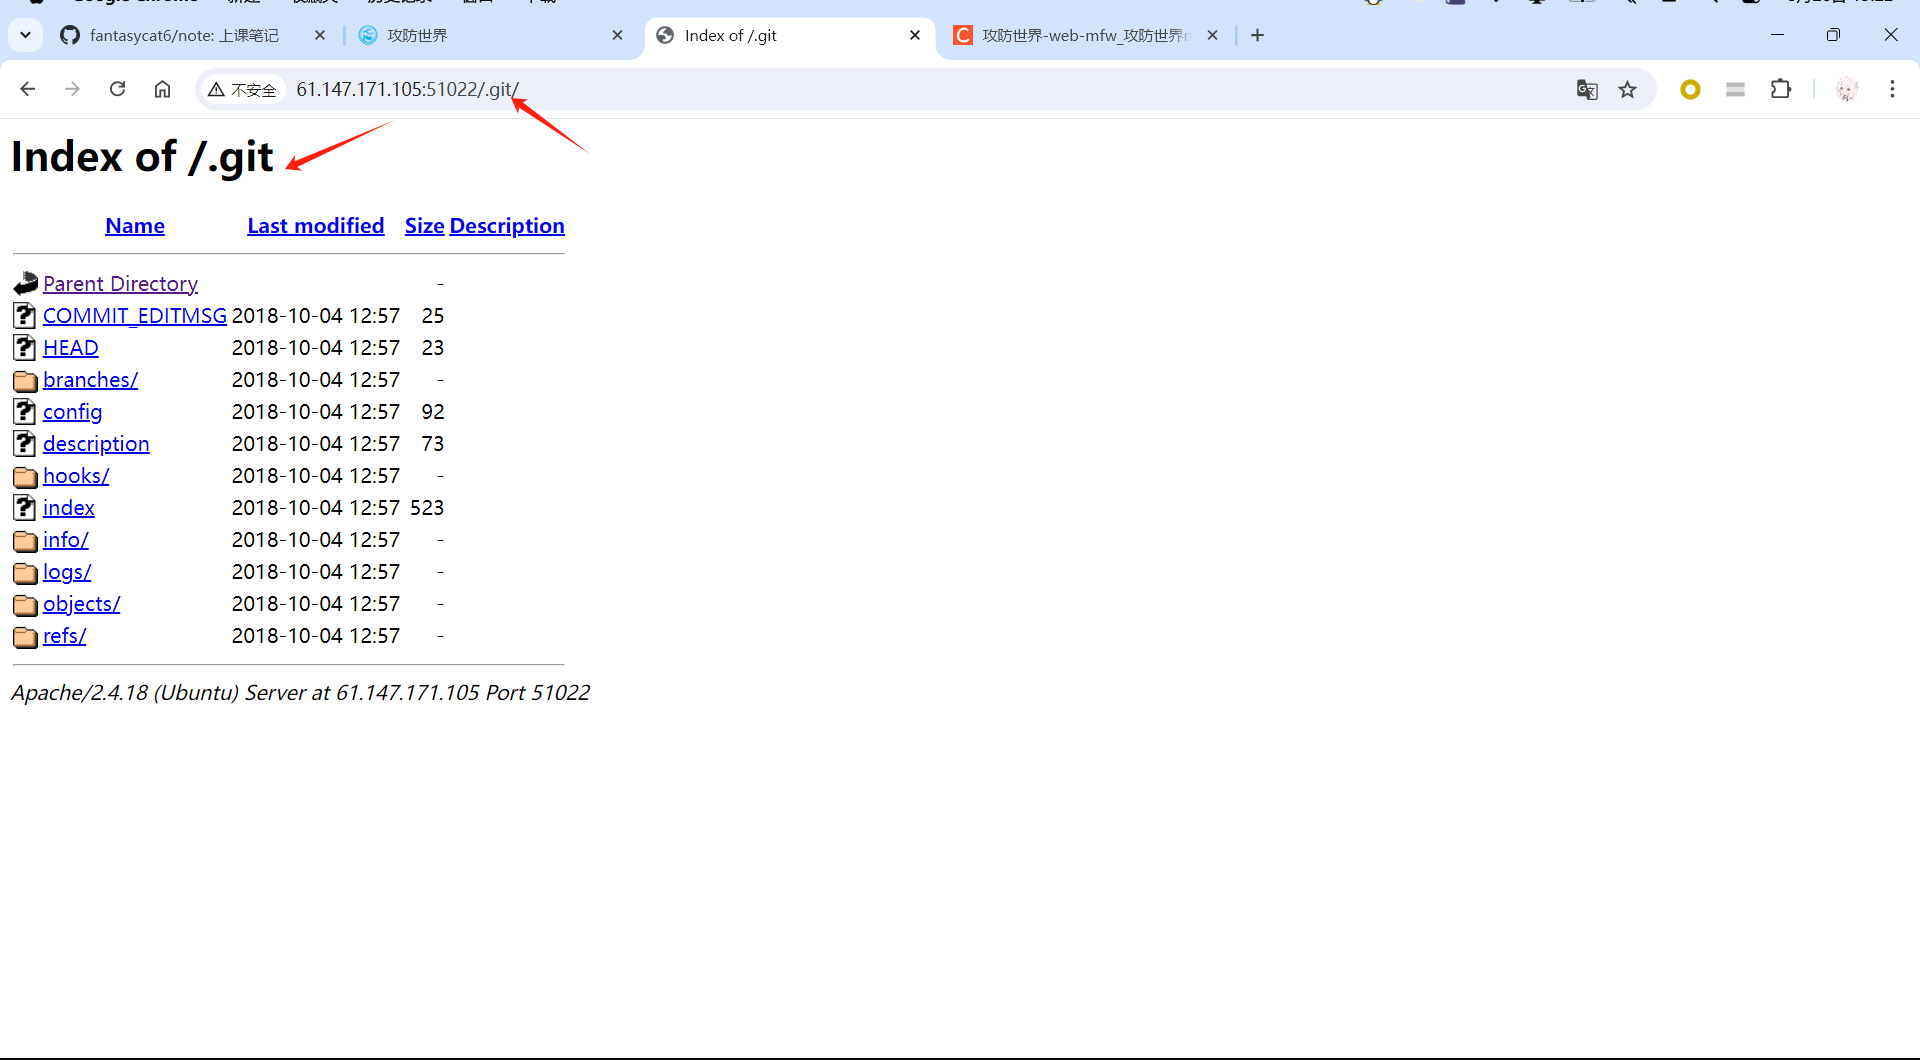 fantasycat6/note: 上课笔记
攻防世界
Index of /.git
攻防世界-web-mfw_攻防世界
不安全
61.147.171.105:51022/.git/
Index of /.git
Name Last modified Size Description
Parent Directory -
COMMIT_EDITMSG 2018-10-04 12:57 25
HEAD 2018-10-04 12:57 23
branches/ 2018-10-04 12:57 -
config 2018-10-04 12:57 92
description 2018-10-04 12:57 73
hooks/ 2018-10-04 12:57 -
index 2018-10-04 12:57 523
info/ 2018-10-04 12:57 -
logs/ 2018-10-04 12:57 -
objects/ 2018-10-04 12:57 -
refs/ 2018-10-04 12:57 -
Apache/2.4.18 (Ubuntu) Server at 61.147.171.105 Port 51022